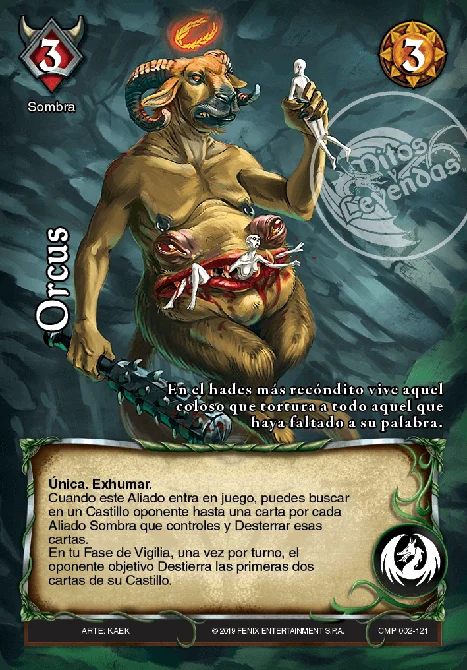 3
3
Sombra
Mitos
y
Leyendas
Orcus
En el hades más recóndito vive aquel
coloso que tortura a todo aquel que
haya faltado a su palabra.
Única. Exhumar.
Cuando este Aliado entra en juego, puedes buscar
en un Castillo oponente hasta una carta por cada
Aliado Sombra que controles y Desterrar esas
cartas.
En tu Fase de Vigilia, una vez por turno, el
oponente objetivo Destierra las primeras dos
cartas de su Castillo.
ARTE: KAEK
© 2019 FENIX ENTERTAINMENT S.P.A.
CMP 002-121